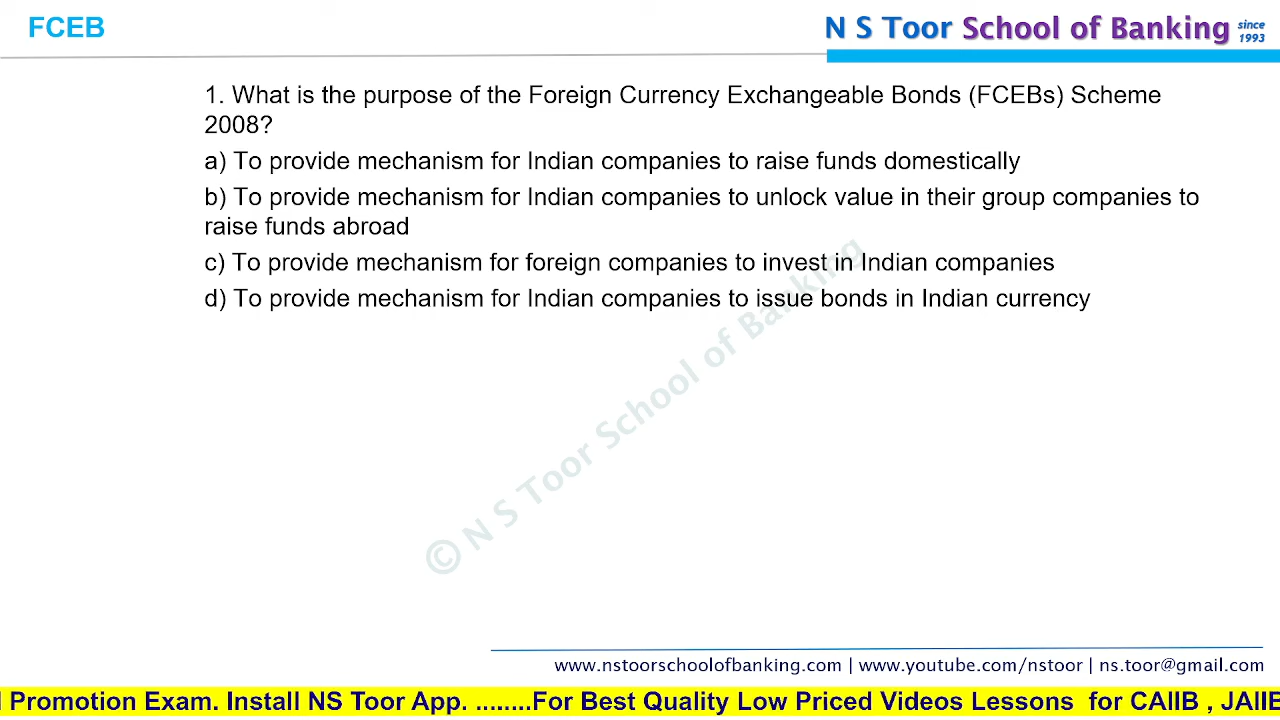 FCEB
N S Toor School of Banking since 1993
1. What is the purpose of the Foreign Currency Exchangeable Bonds (FCEBs) Scheme
2008?
a) To provide mechanism for Indian companies to raise funds domestically
b) To provide mechanism for Indian companies to unlock value in their group companies to
raise funds abroad
c) To provide mechanism for foreign companies to invest in Indian companies
d) To provide mechanism for Indian companies to issue bonds in Indian currency
© N S Toor School of Banking
www.nstoorschoolofbanking.com | www.youtube.com/nstoor | ns.toor@gmail.com
Promotion Exam. Install NS Toor App. ........For Best Quality Low Priced Videos Lessons for CAIIB , JAIIB